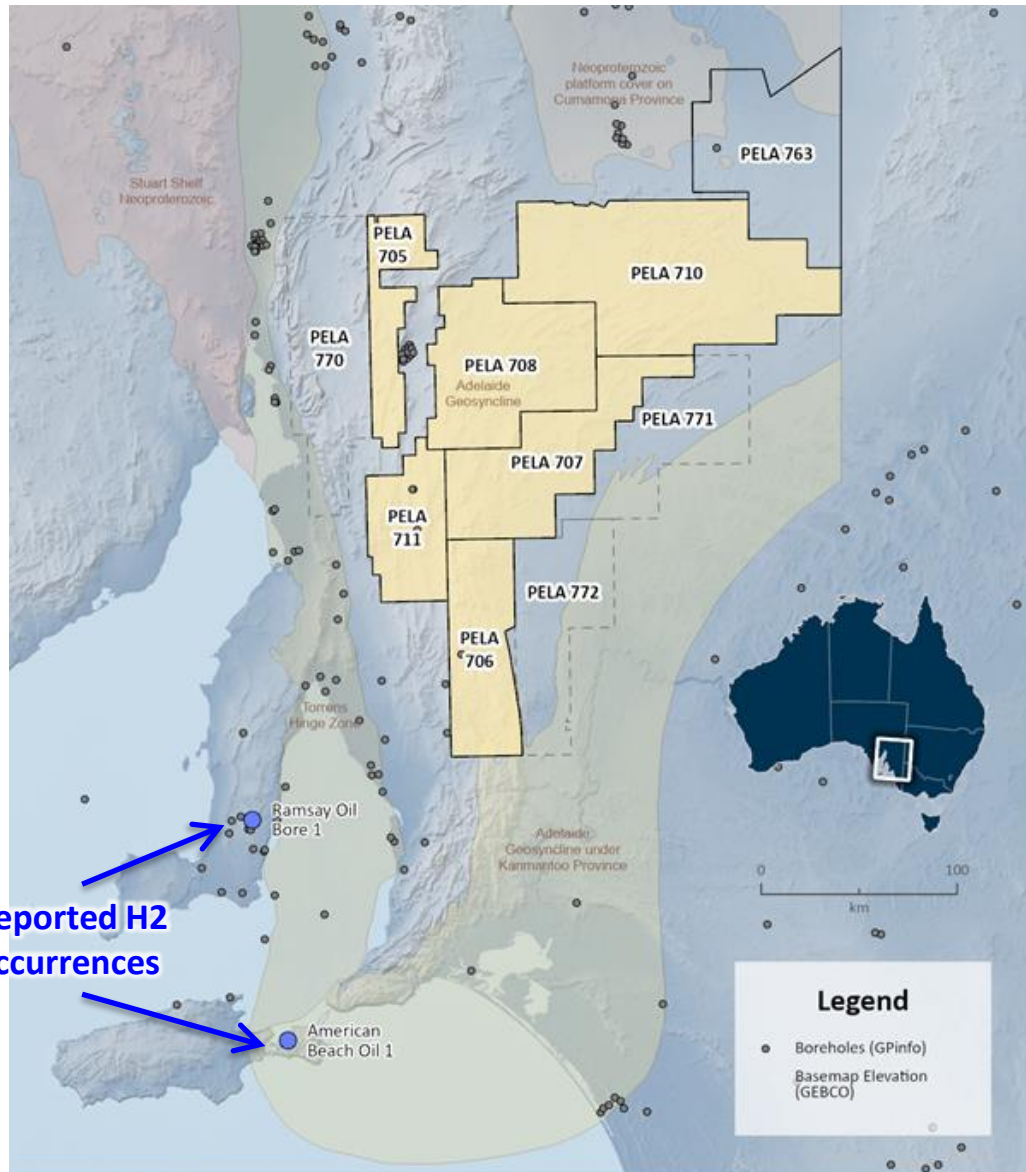 Neoproterozoic
platform cover on
Curnamona Province
PELA 763
Stuart Shelf
Neoproterozoic
PELA
705
PELA 710
PELA
770
PELA 708
Adelaide
Geosyncline
PELA 771
PELA 707
PELA
711
PELA 772
PELA
706
Torrens
Hinge Zone
Ramsay Oil
Bore 1
Adelaide
Geosyncline under
Kanmantoo Province
0 100
km
eported H2
ccurrences
American
Beach Oil 1
Legend
Boreholes (GPinfo)
Basemap Elevation
(GEBCO)